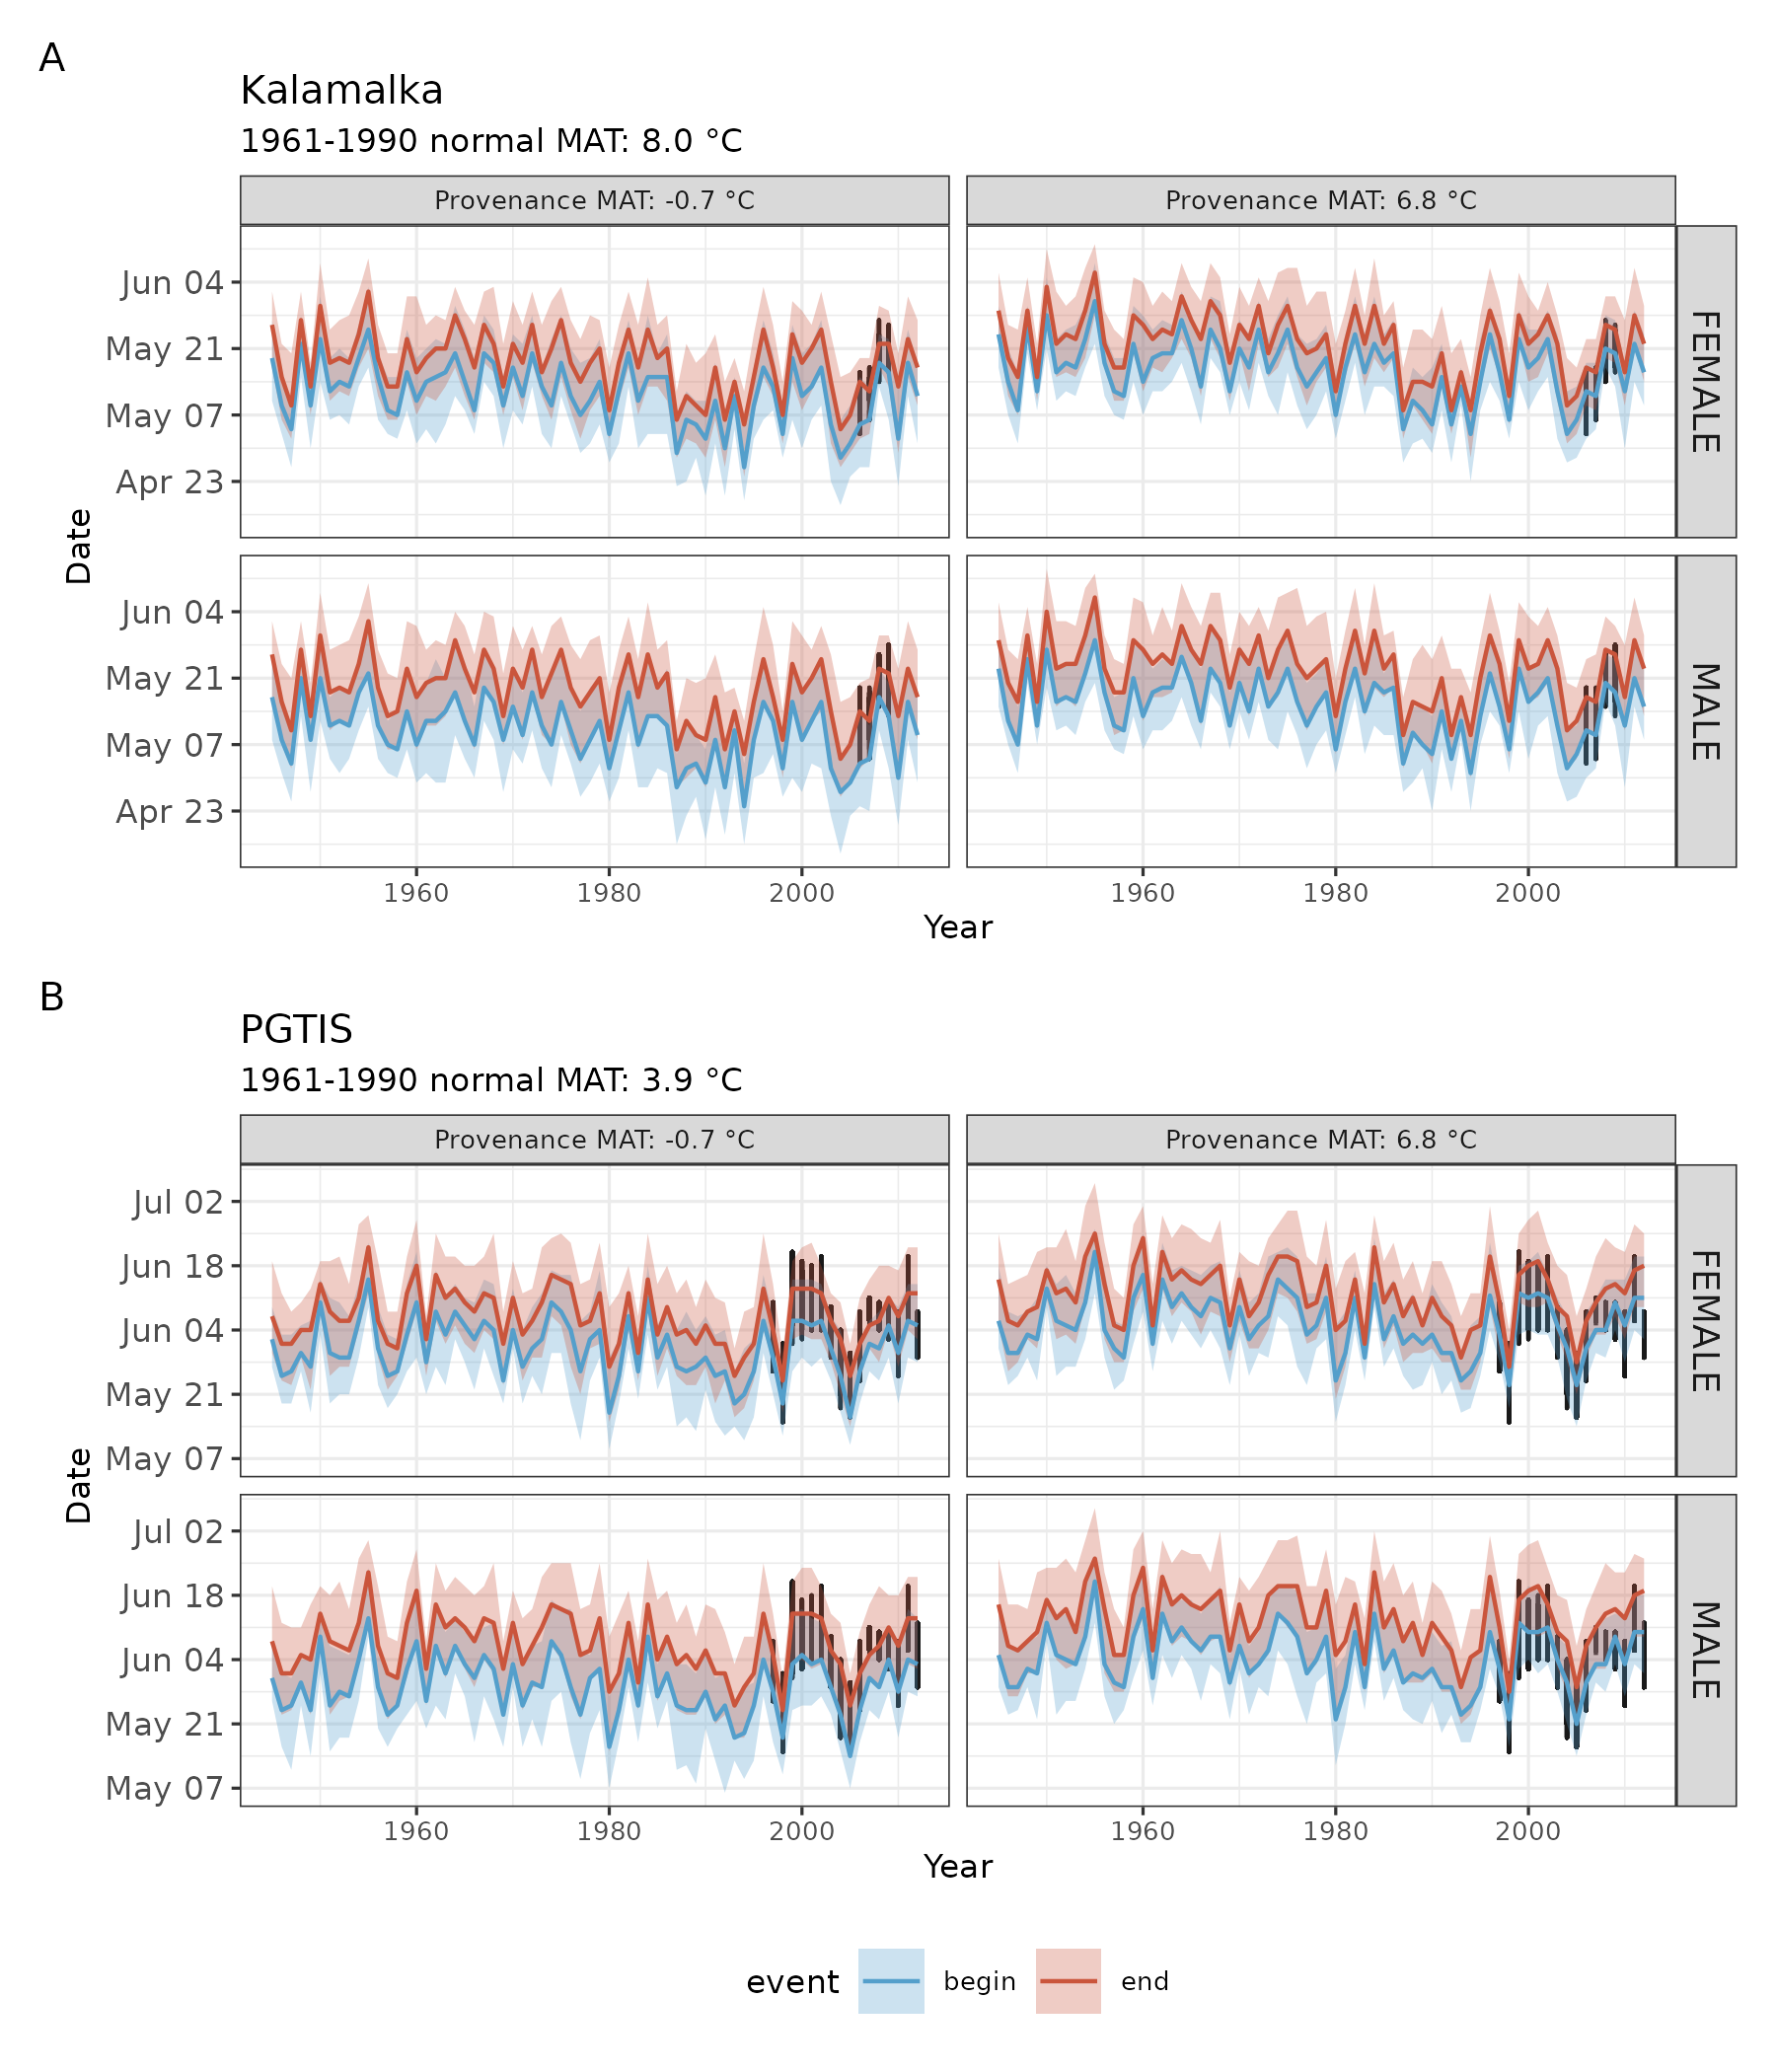 A
Kalamalka
1961-1990 normal MAT: 8.0 °C
Provenance MAT: -0.7 °C
Provenance MAT: 6.8 °C
Jun 04
May 21
May 07
Apr 23
FEMALE
Date
Jun 04
May 21
May 07
Apr 23
MALE
1960
1980
2000
1960
1980
2000
Year
B
PGTIS
1961-1990 normal MAT: 3.9 °C
Provenance MAT: -0.7 °C
Provenance MAT: 6.8 °C
Jul 02
Jun 18
Jun 04
May 21
May 07
FEMALE
Date
Jul 02
Jun 18
Jun 04
May 21
May 07
MALE
1960
1980
2000
1960
1980
2000
Year
event
begin
end